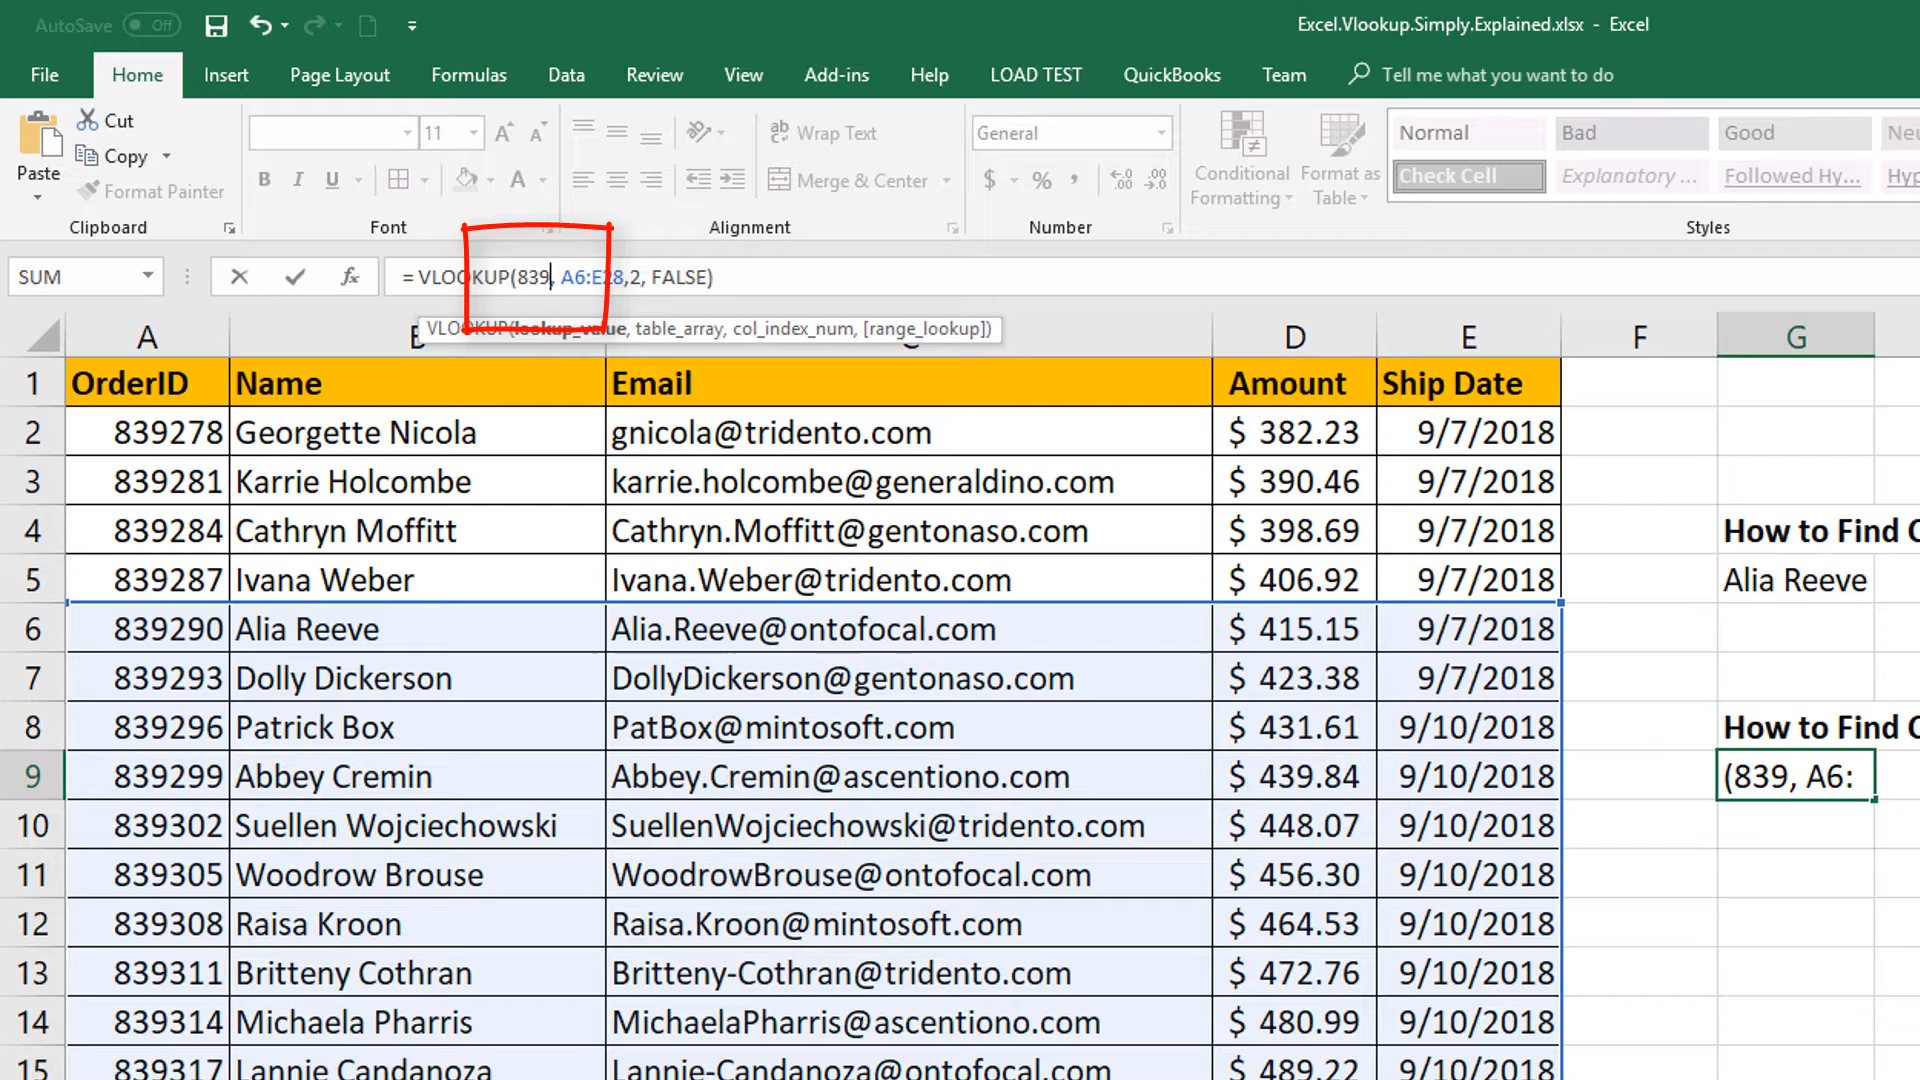 AutoSave Off
Excel.Vlookup.Simply.Explained.xlsx - Excel
File Home Insert Page Layout Formulas Data Review View Add-ins Help LOAD TEST QuickBooks Team Tell me what you want to do
Paste
Cut
Copy
Format Painter
Clipboard
11
B I U
A
Font
ab Wrap Text
Merge & Center
Alignment
General
$ % ,
Number
Conditional Formatting
Format as Table
Normal Bad Good
Check Cell Explanatory ... Followed Hy...
Styles
SUM
fx
= VLOOKUP(839, A6:E28,2, FALSE)
VLOOKUP(lookup_value, table_array, col_index_num, [range_lookup])
A D E F G
1 OrderID Name Email Amount Ship Date
2 839278 Georgette Nicola gnicola@tridento.com $ 382.23 9/7/2018
3 839281 Karrie Holcombe karrie.holcombe@generaldino.com $ 390.46 9/7/2018
4 839284 Cathryn Moffitt Cathryn.Moffitt@gentonaso.com $ 398.69 9/7/2018 How to Find
5 839287 Ivana Weber Ivana.Weber@tridento.com $ 406.92 9/7/2018 Alia Reeve
6 839290 Alia Reeve Alia.Reeve@ontofocal.com $ 415.15 9/7/2018
7 839293 Dolly Dickerson DollyDickerson@gentonaso.com $ 423.38 9/7/2018
8 839296 Patrick Box PatBox@mintosoft.com $ 431.61 9/10/2018 How to Find
9 839299 Abbey Cremin Abbey.Cremin@ascentiono.com $ 439.84 9/10/2018 (839, A6:
10 839302 Suellen Wojciechowski SuellenWojciechowski@tridento.com $ 448.07 9/10/2018
11 839305 Woodrow Brouse WoodrowBrouse@ontofocal.com $ 456.30 9/10/2018
12 839308 Raisa Kroon Raisa.Kroon@mintosoft.com $ 464.53 9/10/2018
13 839311 Britteny Cothran Britteny-Cothran@tridento.com $ 472.76 9/10/2018
14 839314 Michaela Pharris MichaelaPharris@ascentiono.com $ 480.99 9/10/2018
15 839317 Lannie Candanoza Lannie-Candanoza@ontofocal.com $ 489.22 9/10/2018